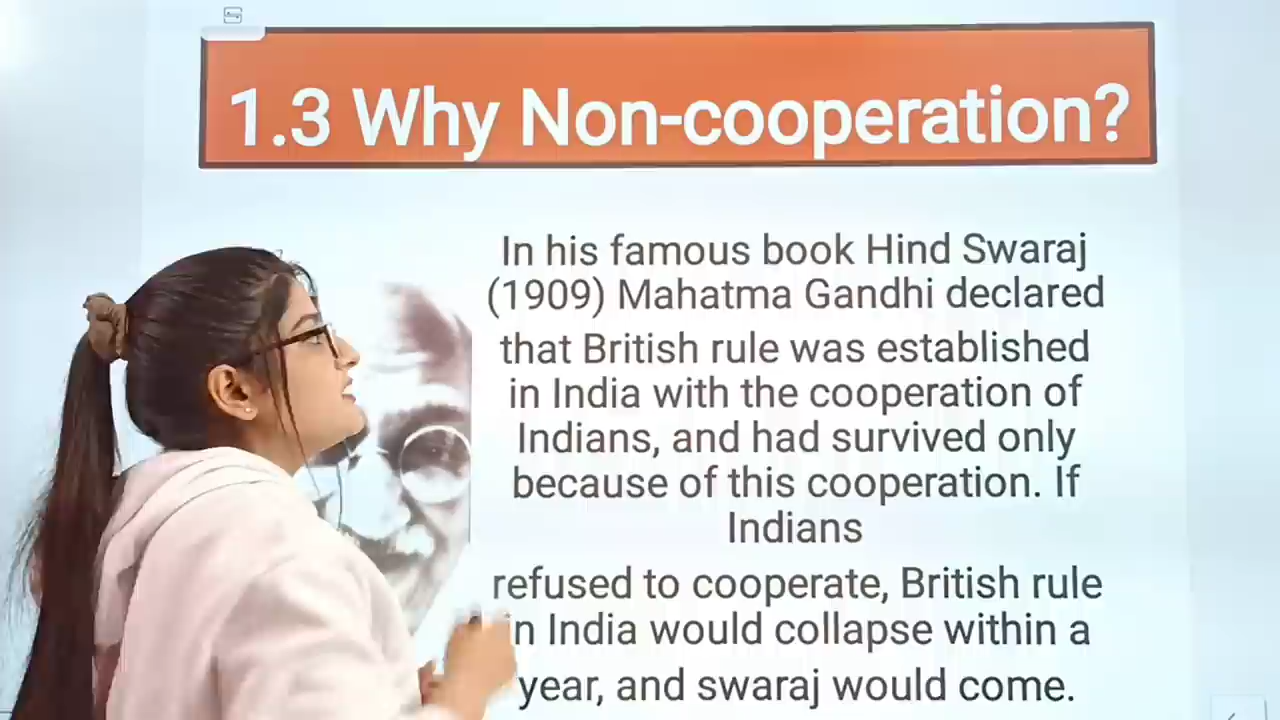 1.3 Why Non-cooperation?
In his famous book Hind Swaraj
(1909) Mahatma Gandhi declared
that British rule was established
in India with the cooperation of
Indians, and had survived only
because of this cooperation. If
Indians
refused to cooperate, British rule
in India would collapse within a
year, and swaraj would come.